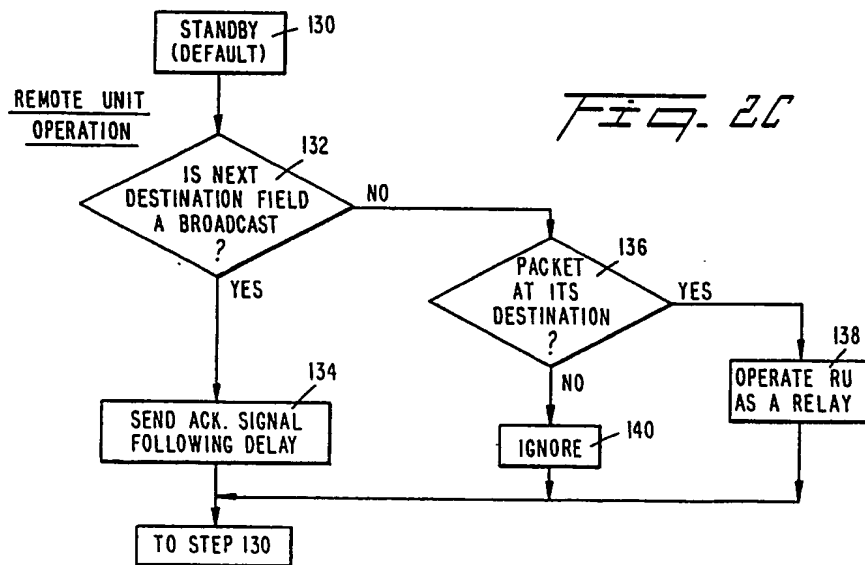 STANDBY
(DEFAULT)
130
REMOTE UNIT
OPERATION
Fig. 2C
132
IS NEXT
DESTINATION FIELD
A BROADCAST
?
NO
YES
136
PACKET
AT ITS
DESTINATION
?
YES
NO
138
OPERATE RU
AS A RELAY
134
SEND ACK. SIGNAL
FOLLOWING DELAY
140
IGNORE
TO STEP 130